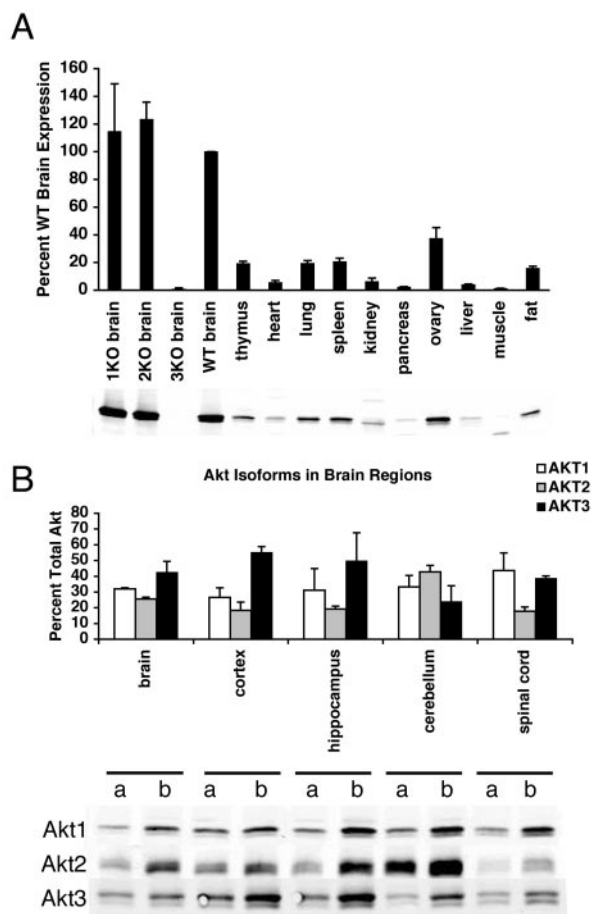 A
Percent WT Brain Expression
160
140
120
100
80
60
40
20
0
1KO brain
2KO brain
3KO brain
WT brain
thymus
heart
lung
spleen
kidney
pancreas
ovary
liver
muscle
fat
B
Akt Isoforms in Brain Regions
AKT1
AKT2
AKT3
Percent Total Akt
80
70
60
50
40
30
20
10
0
brain
cortex
hippocampus
cerebellum
spinal cord
a b a b a b a b a b
Akt1
Akt2
Akt3